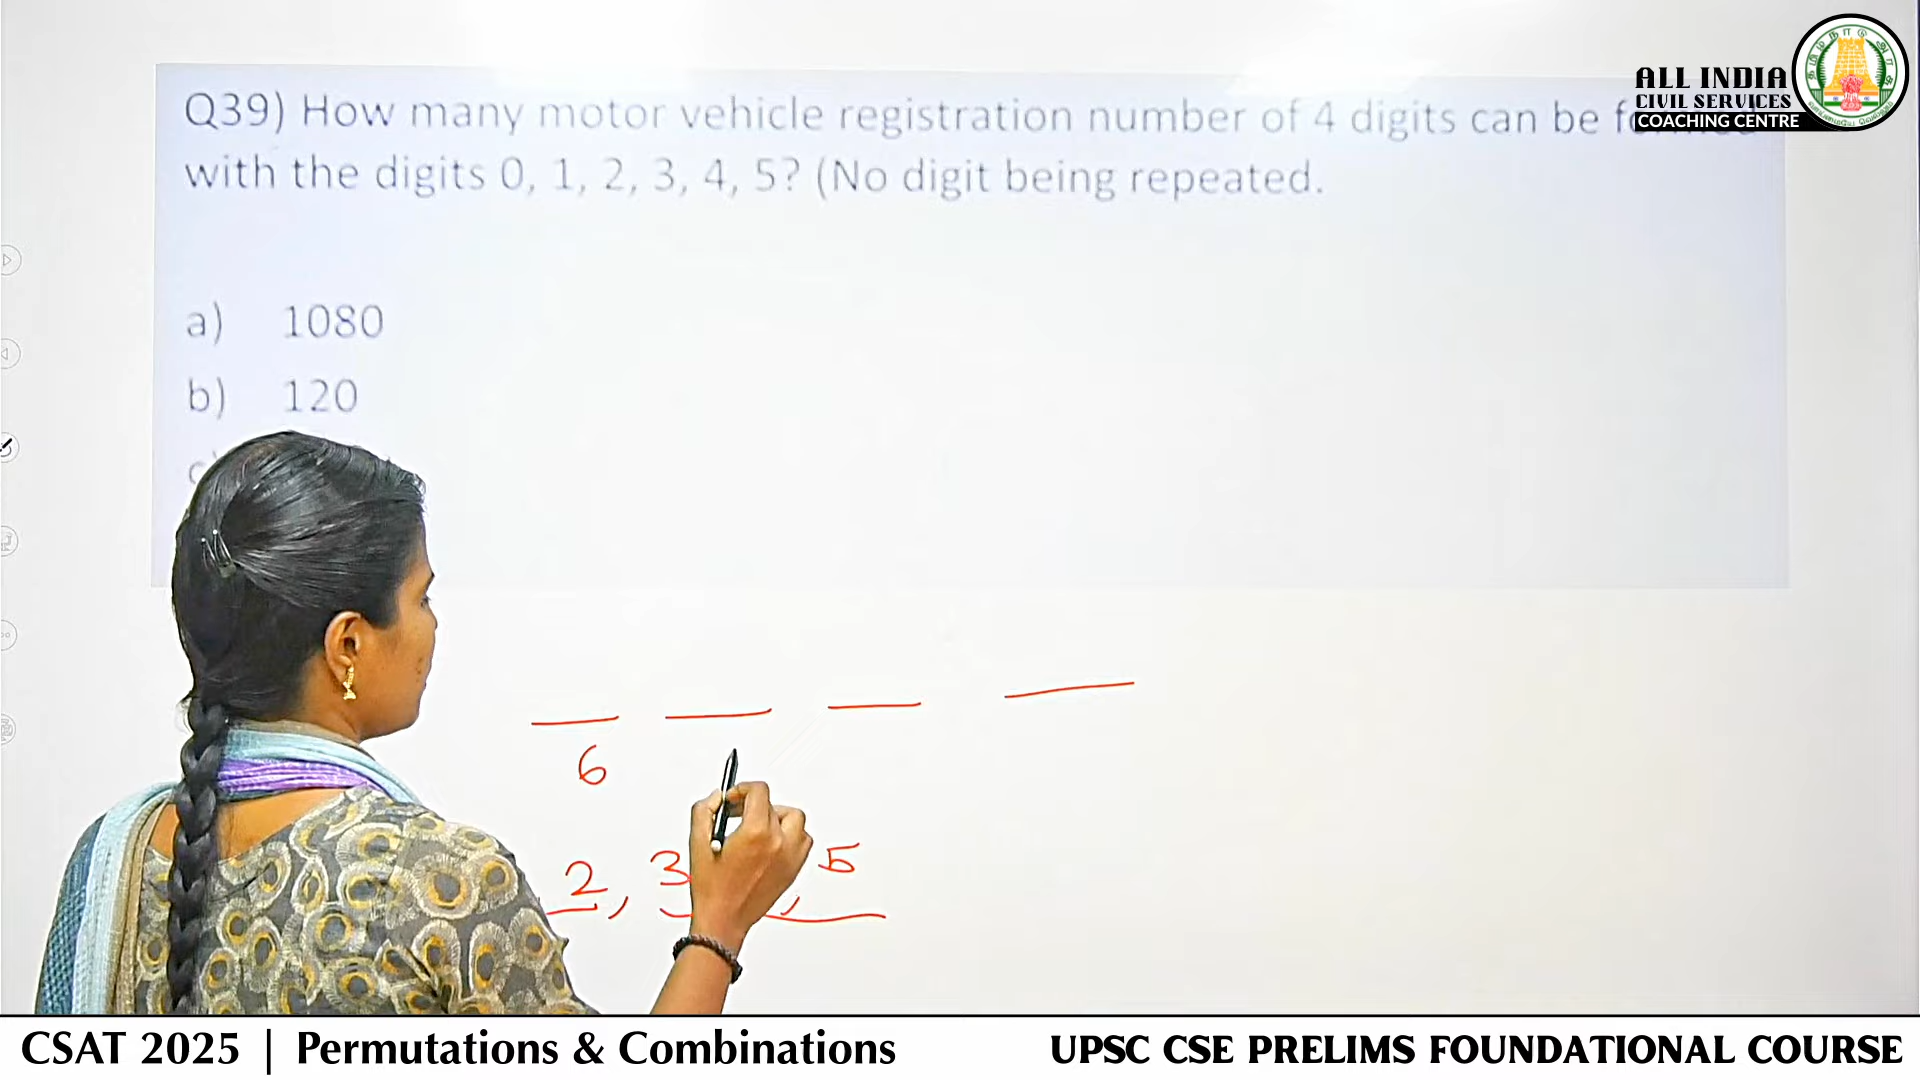 ALL INDIA
CIVIL SERVICES
COACHING CENTRE
Q39) How many motor vehicle registration number of 4 digits can be
with the digits 0, 1, 2, 3, 4, 5? (No digit being repeated.
a) 1080
b) 120
6
2, 3 , 5
CSAT 2025 | Permutations & Combinations
UPSC CSE PRELIMS FOUNDATIONAL COURSE